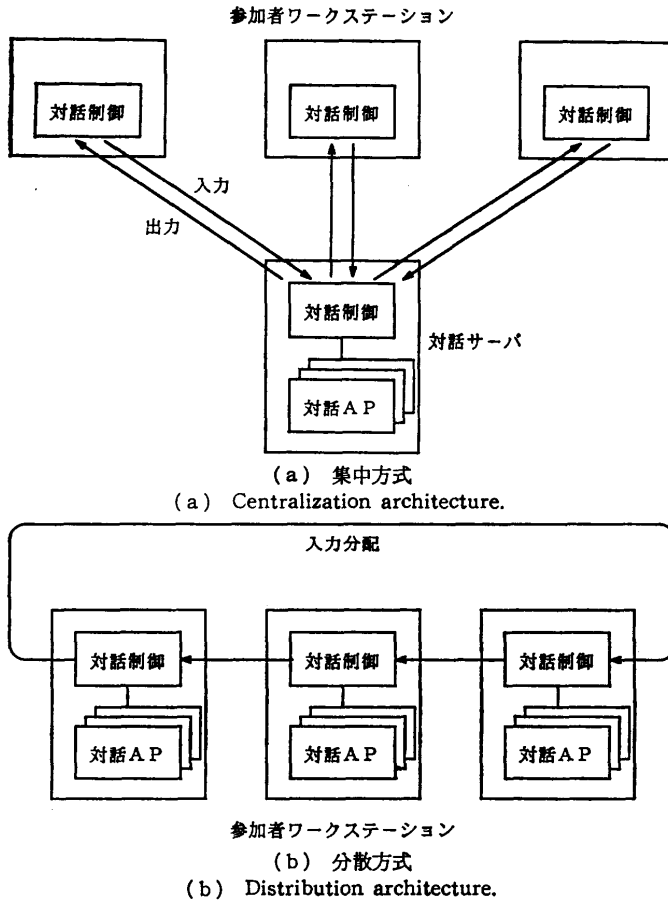 参加者ワークステーション
対話制御
対話制御
対話制御
入力
出力
対話制御
対話サーバ
対話AP
(a) 集中方式
(a) Centralization architecture.
入力分配
対話制御
対話制御
対話制御
対話AP
対話AP
対話AP
参加者ワークステーション
(b) 分散方式
(b) Distribution architecture.